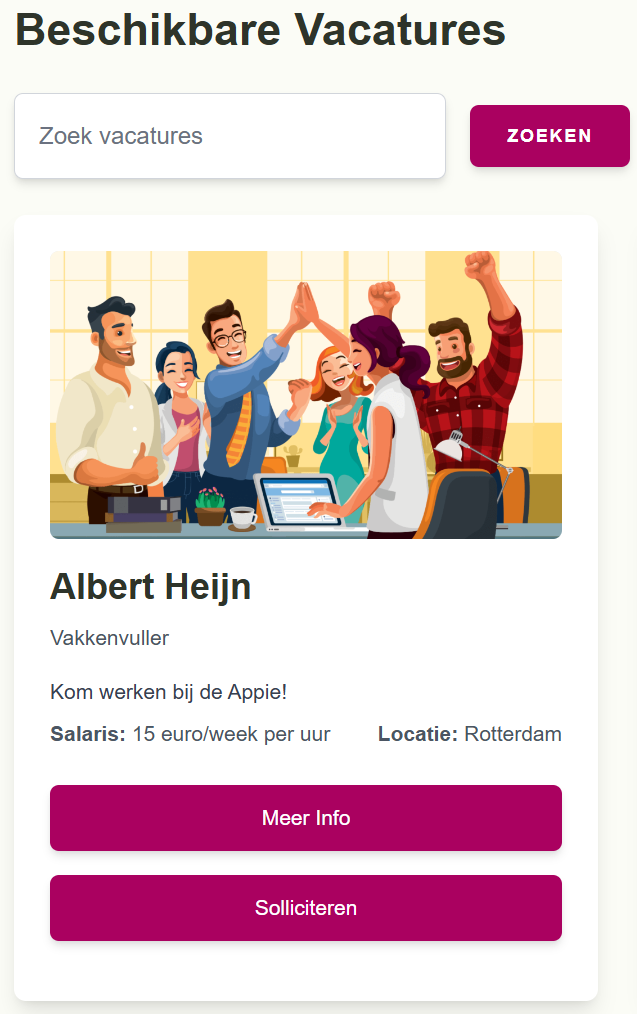 Beschikbare Vacatures
Zoek vacatures
ZOEKEN
Albert Heijn
Vakkenvuller
Kom werken bij de Appie!
Salaris: 15 euro/week per uur Locatie: Rotterdam
Meer Info
Solliciteren